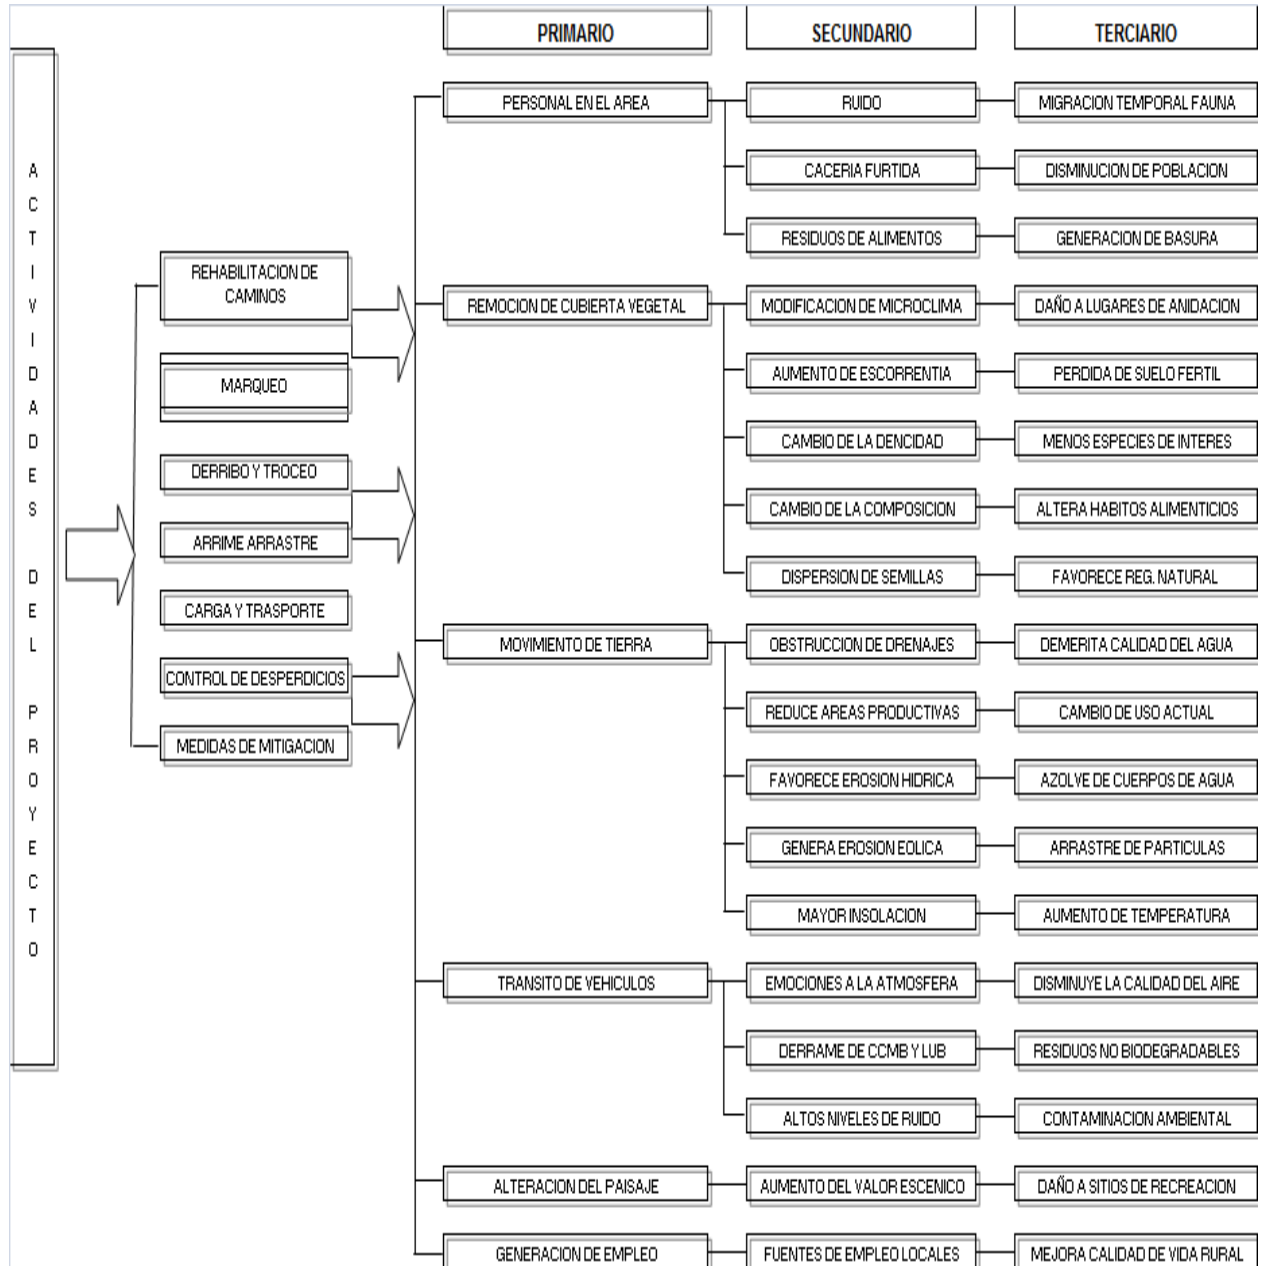 PRIMARIO SECUNDARIO TERCIARIO
ACTIVIDADES DEL PROYECTO
REHABILITACION DE
CAMINOS
MARQUEO
DERRIBO Y TROCEO
ARRIME ARRASTRE
CARGA Y TRASPORTE
CONTROL DE DESPERDICIOS
MEDIDAS DE MITIGACION
PERSONAL EN EL AREA RUIDO MIGRACION TEMPORAL FAUNA
CACERIA FURTIDA DISMINUCION DE POBLACION
RESIDUOS DE ALIMENTOS GENERACION DE BASURA
REMOCION DE CUBIERTA VEGETAL MODIFICACION DE MICROCLIMA DAÑO A LUGARES DE ANIDACION
AUMENTO DE ESCORRENTIA PERDIDA DE SUELO FERTIL
CAMBIO DE LA DENCIDAD MENOS ESPECIES DE INTERES
CAMBIO DE LA COMPOSICION ALTERA HABITOS ALIMENTICIOS
DISPERSION DE SEMILLAS FAVORECE REG. NATURAL
MOVIMIENTO DE TIERRA OBSTRUCCION DE DRENAJES DEMERITA CALIDAD DEL AGUA
REDUCE AREAS PRODUCTIVAS CAMBIO DE USO ACTUAL
FAVORECE EROSION HIDRICA AZOLVE DE CUERPOS DE AGUA
GENERA EROSION EOLICA ARRASTRE DE PARTICULAS
MAYOR INSOLACION AUMENTO DE TEMPERATURA
TRANSITO DE VEHICULOS EMOCIONES A LA ATMOSFERA DISMINUYE LA CALIDAD DEL AIRE
DERRAME DE CCMB Y LUB RESIDUOS NO BIODEGRADABLES
ALTOS NIVELES DE RUIDO CONTAMINACION AMBIENTAL
ALTERACION DEL PAISAJE AUMENTO DEL VALOR ESCENICO DAÑO A SITIOS DE RECREACION
GENERACION DE EMPLEO FUENTES DE EMPLEO LOCALES MEJORA CALIDAD DE VIDA RURAL